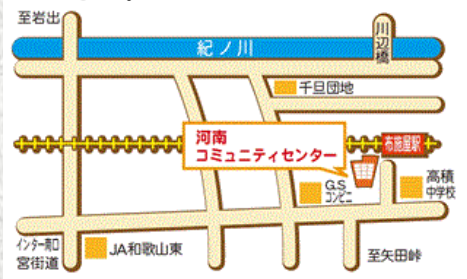 至岩出
川辺橋
紀ノ川
千旦団地
河南
コミュニティセンター
布施屋駅
G.S
コンビニ
高積
中学校
インター南口
宮街道
JA和歌山東
至矢田峠